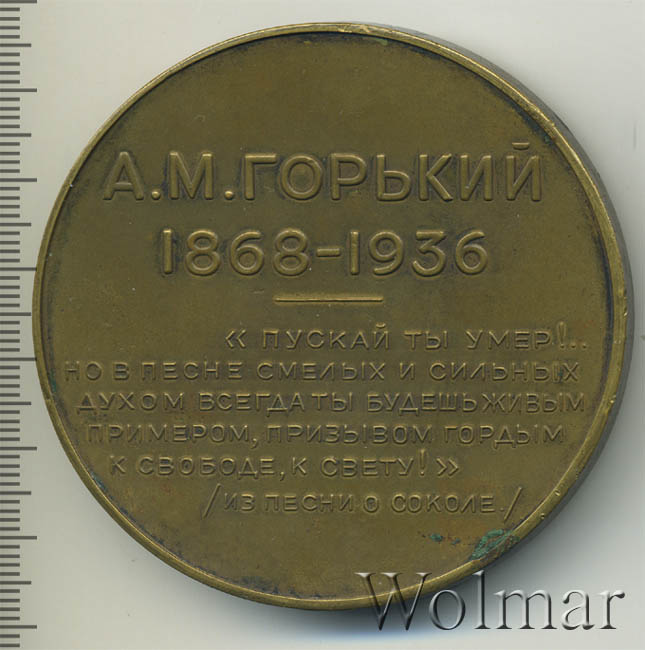 А.М.ГОРЬКИЙ
1868-1936
« ПУСКАЙ ТЫ УМЕР!..
НО В ПЕСНЕ СМЕЛЫХ И СИЛЬНЫХ
ДУХОМ ВСЕГДА ТЫ БУДЕШЬ ЖИВЫМ
ПРИМЕРОМ, ПРИЗЫВОМ ГОРДЫМ
К СВОБОДЕ, К СВЕТУ! »
/ИЗ ПЕСНИ О СОКОЛЕ./
Wolmar